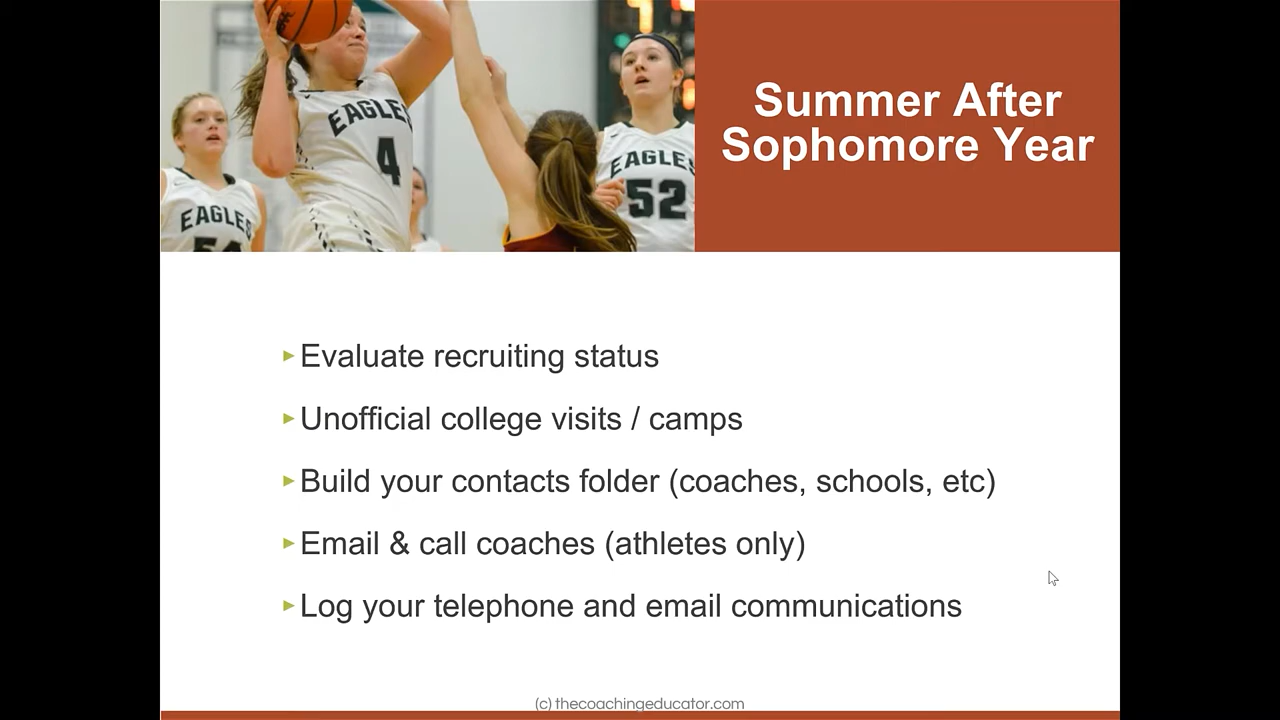 EAGLES
4
EAGLES
52
EAGLES
Summer After
Sophomore Year
Evaluate recruiting status
Unofficial college visits / camps
Build your contacts folder (coaches, schools, etc)
Email & call coaches (athletes only)
Log your telephone and email communications
(c) thecoachingeducator.com